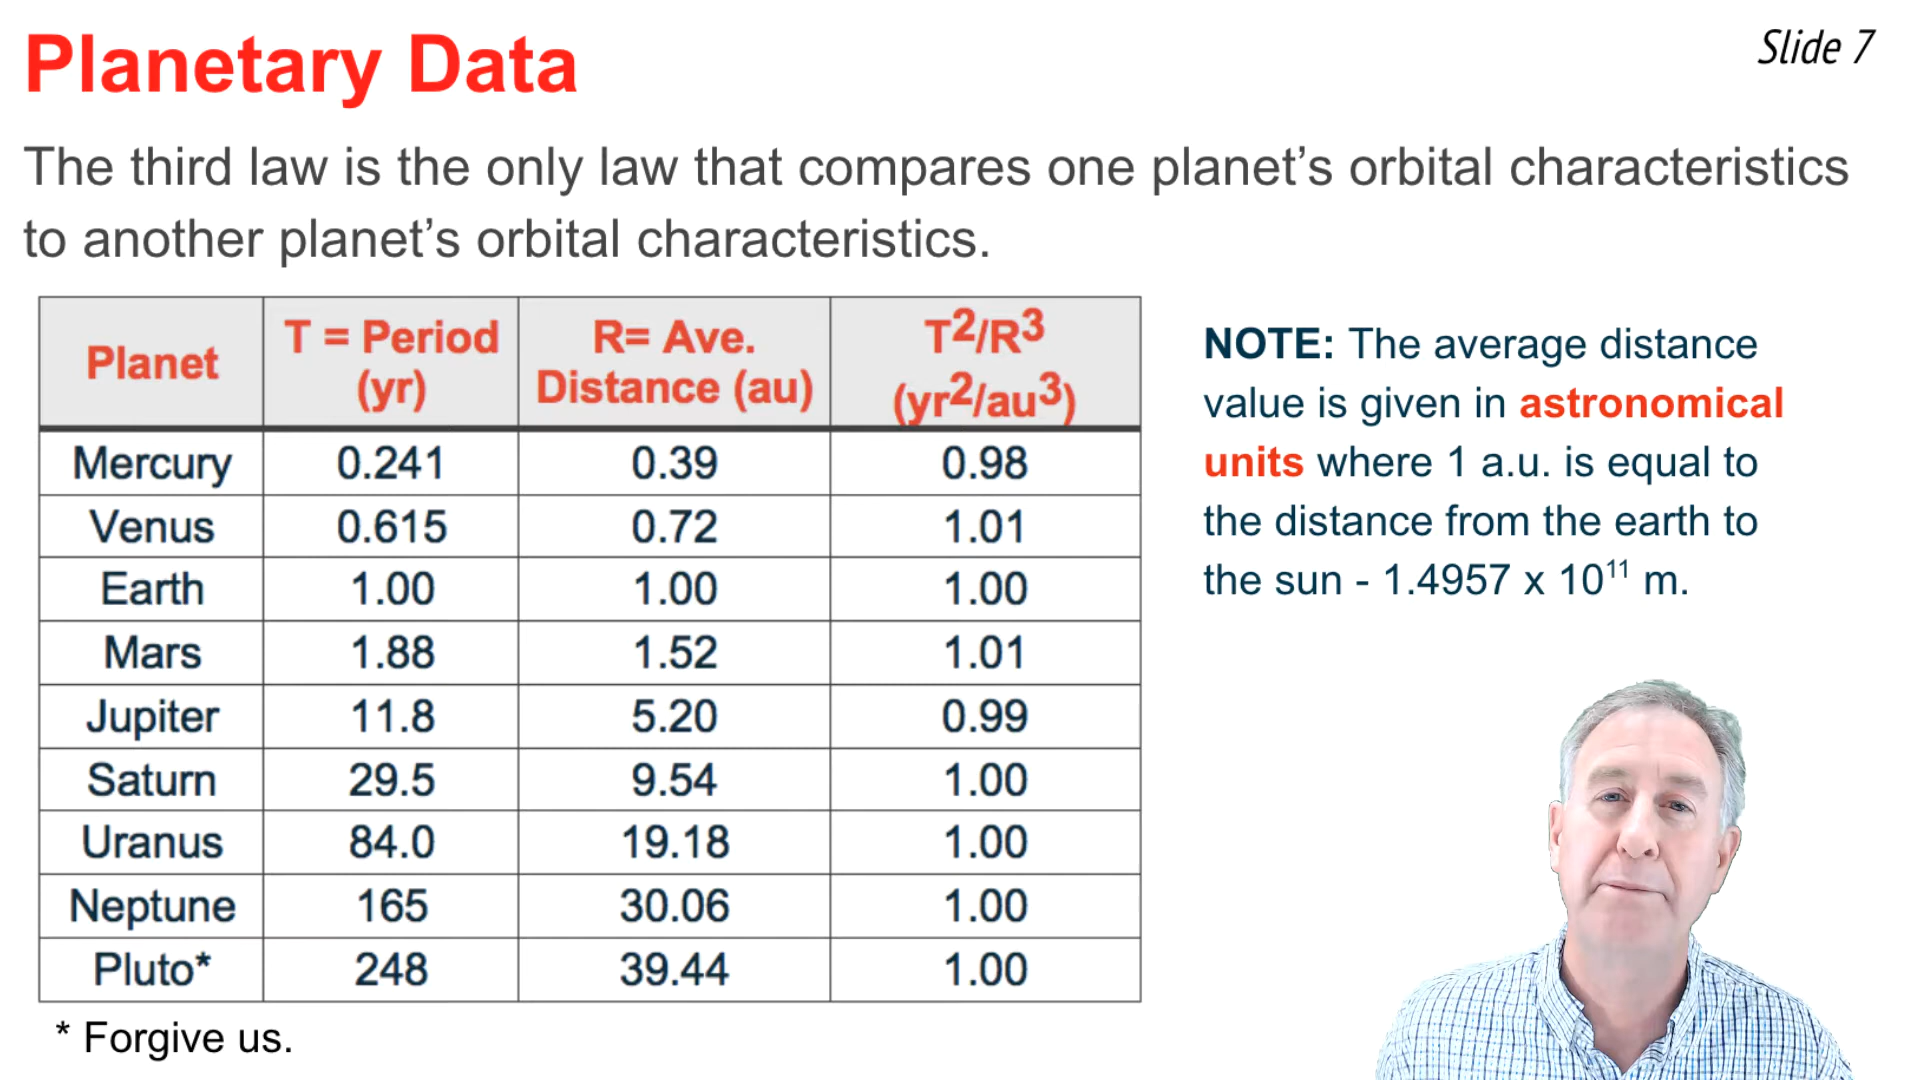 Planetary Data
Slide 7
The third law is the only law that compares one planet’s orbital characteristics
to another planet’s orbital characteristics.
Planet | T = Period (yr) | R= Ave. Distance (au) | T²/R³ (yr²/au³)
Mercury 0.241 0.39 0.98
Venus 0.615 0.72 1.01
Earth 1.00 1.00 1.00
Mars 1.88 1.52 1.01
Jupiter 11.8 5.20 0.99
Saturn 29.5 9.54 1.00
Uranus 84.0 19.18 1.00
Neptune 165 30.06 1.00
Pluto* 248 39.44 1.00
* Forgive us.
NOTE: The average distance
value is given in astronomical
units where 1 a.u. is equal to
the distance from the earth to
the sun - 1.4957 x 10¹¹ m.